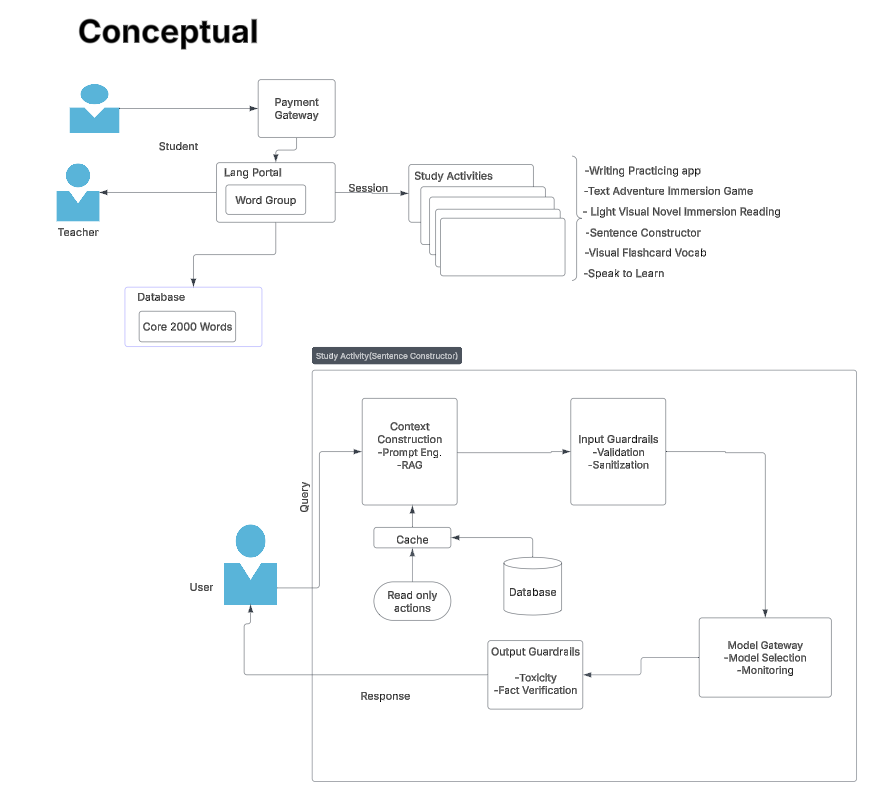 Conceptual
Payment
Gateway
Student
Lang Portal
Word Group
Session
Study Activities
-Writing Practicing app
-Text Adventure Immersion Game
- Light Visual Novel Immersion Reading
-Sentence Constructor
-Visual Flashcard Vocab
-Speak to Learn
Teacher
Database
Core 2000 Words
Study Activity(Sentence Constructor)
Context
Construction
-Prompt Eng.
-RAG
Input Guardrails
-Validation
-Sanitization
Query
Cache
User
Read only
actions
Database
Output Guardrails
-Toxicity
-Fact Verification
Model Gateway
-Model Selection
-Monitoring
Response